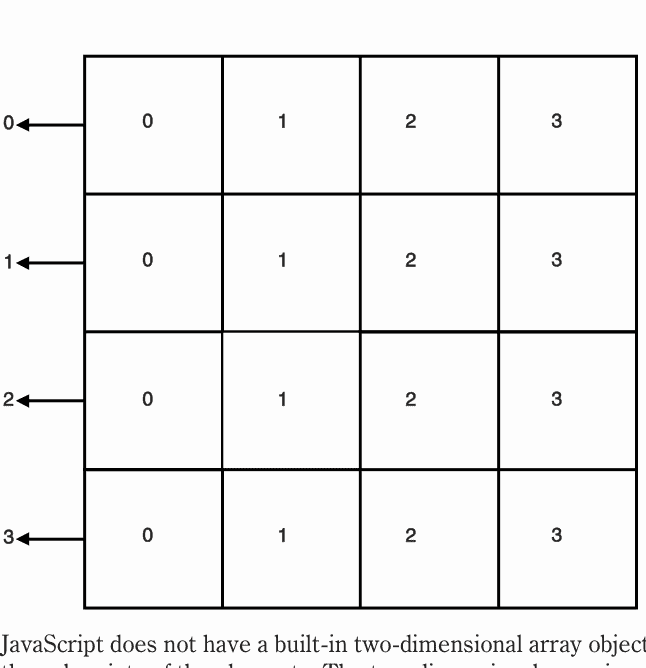 0 0 1 2 3
1 0 1 2 3
2 0 1 2 3
3 0 1 2 3
JavaScript does not have a built-in two-dimensional array object